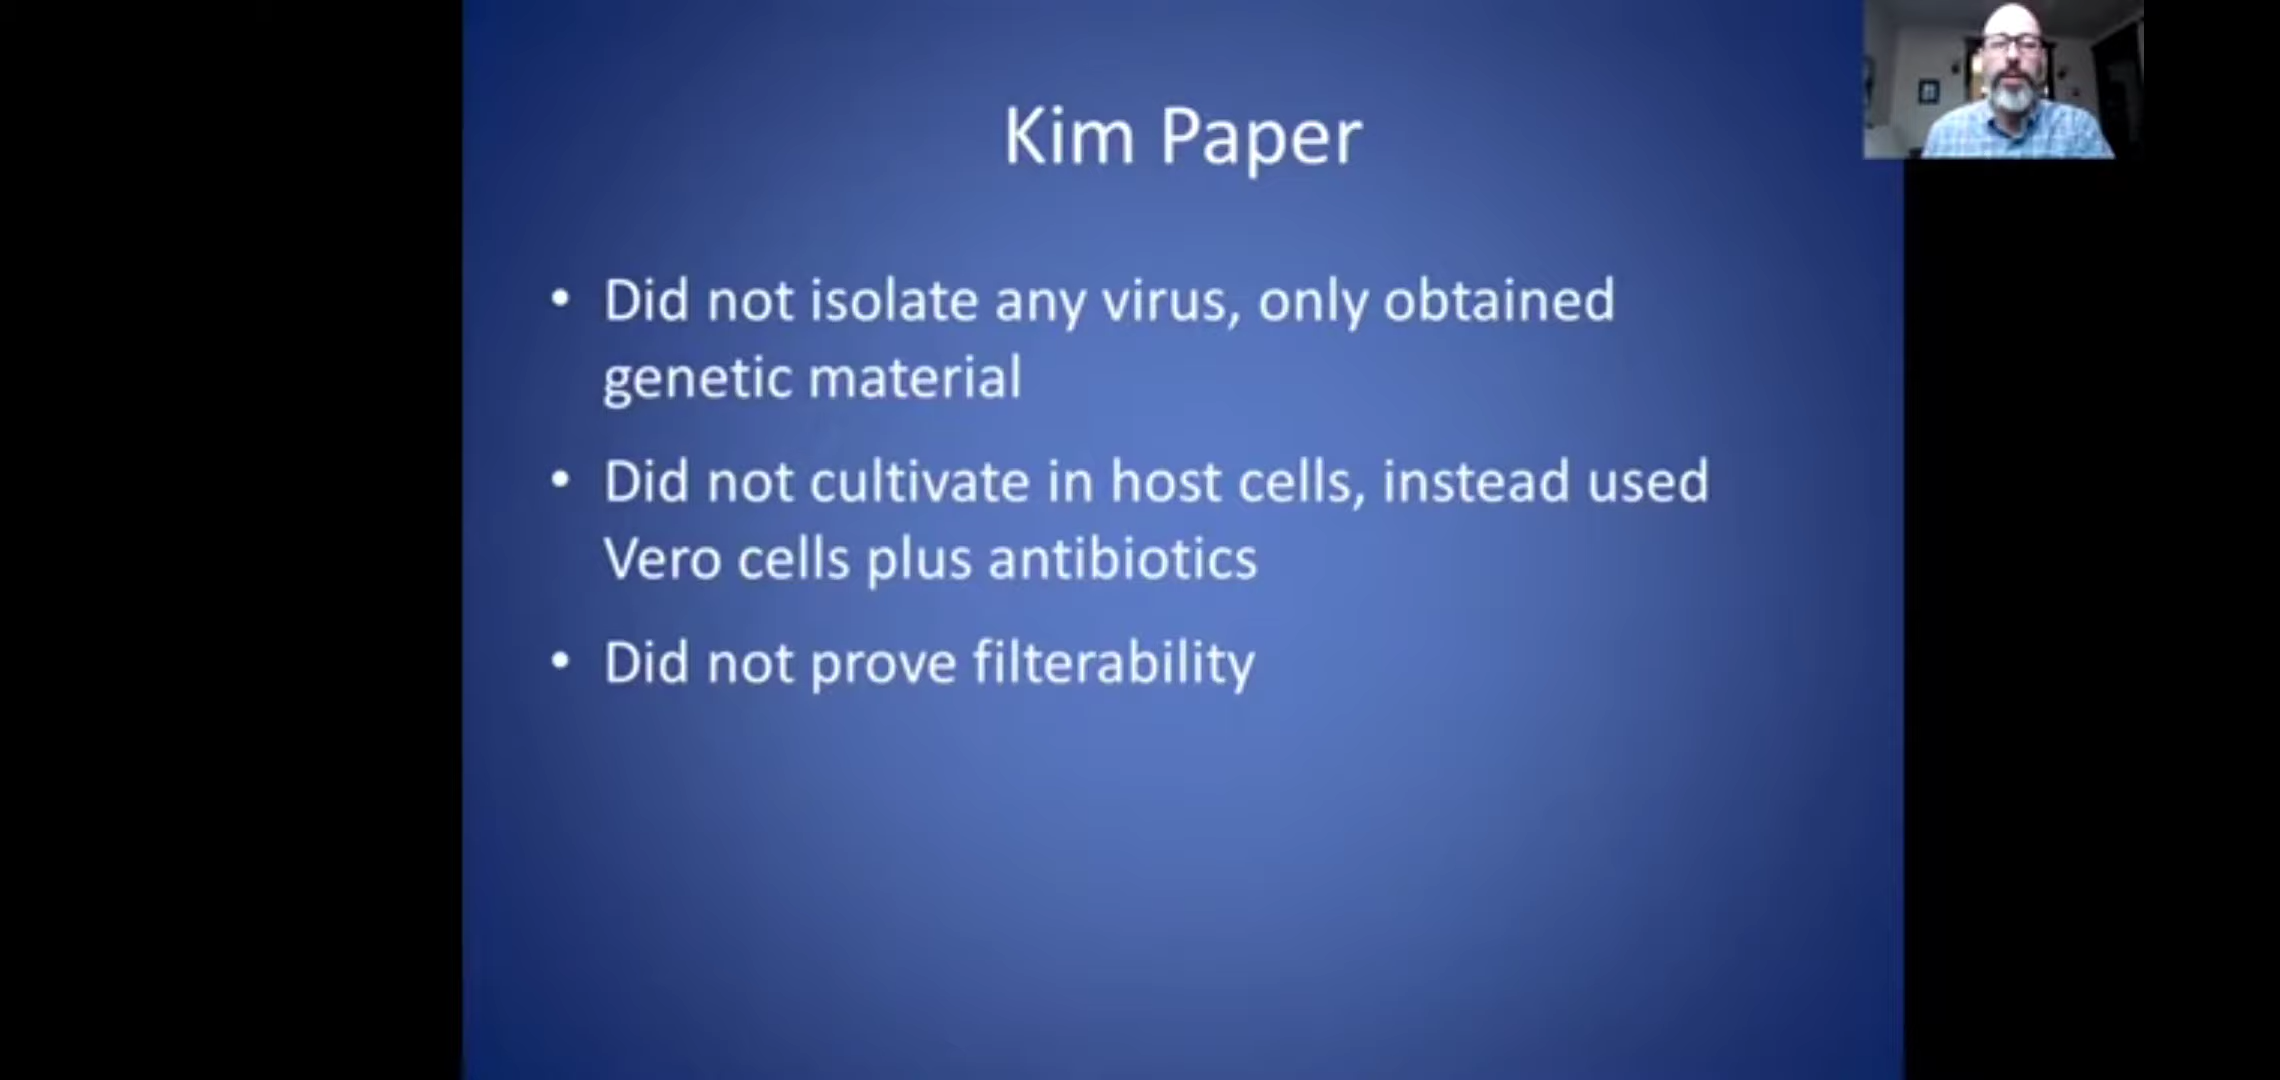 Kim Paper
• Did not isolate any virus, only obtained
genetic material
• Did not cultivate in host cells, instead used
Vero cells plus antibiotics
• Did not prove filterability